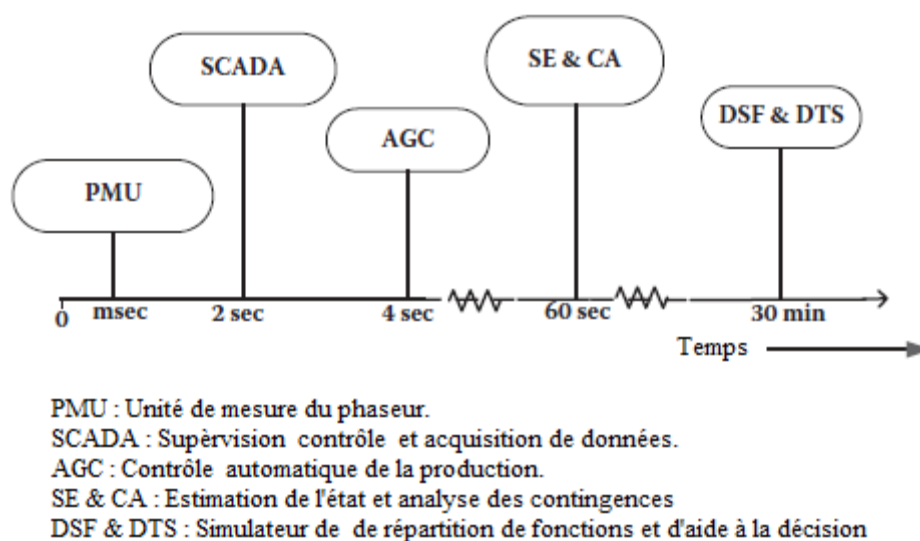 SCADA
SE & CA
DSF & DTS
AGC
PMU
0 msec 2 sec 4 sec 60 sec 30 min
Temps
PMU : Unité de mesure du phaseur.
SCADA : Supèrvision contrôle et acquisition de données.
AGC : Contrôle automatique de la production.
SE & CA : Estimation de l'état et analyse des contingences
DSF & DTS : Simulateur de de répartition de fonctions et d'aide à la décision